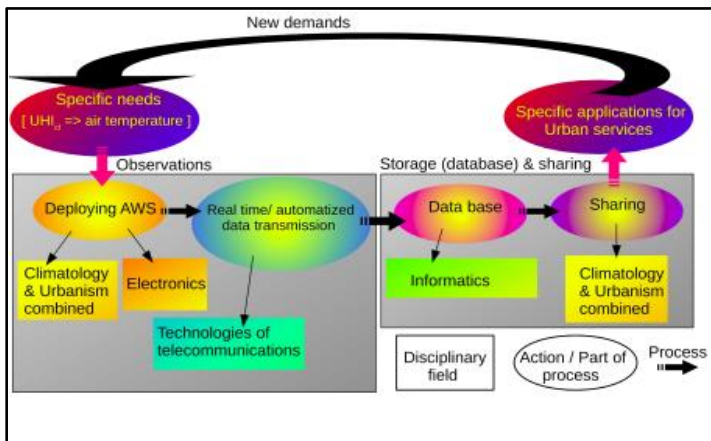 New demands
Specific needs
[ UHIcl => air temperature ]
Specific applications for
Urban services
Observations
Storage (database) & sharing
Deploying AWS
Real time/ automatized
data transmission
Data base
Sharing
Climatology
& Urbanism
combined
Electronics
Informatics
Climatology
& Urbanism
combined
Technologies of
telecommunications
Disciplinary
field
Action / Part of
process
Process